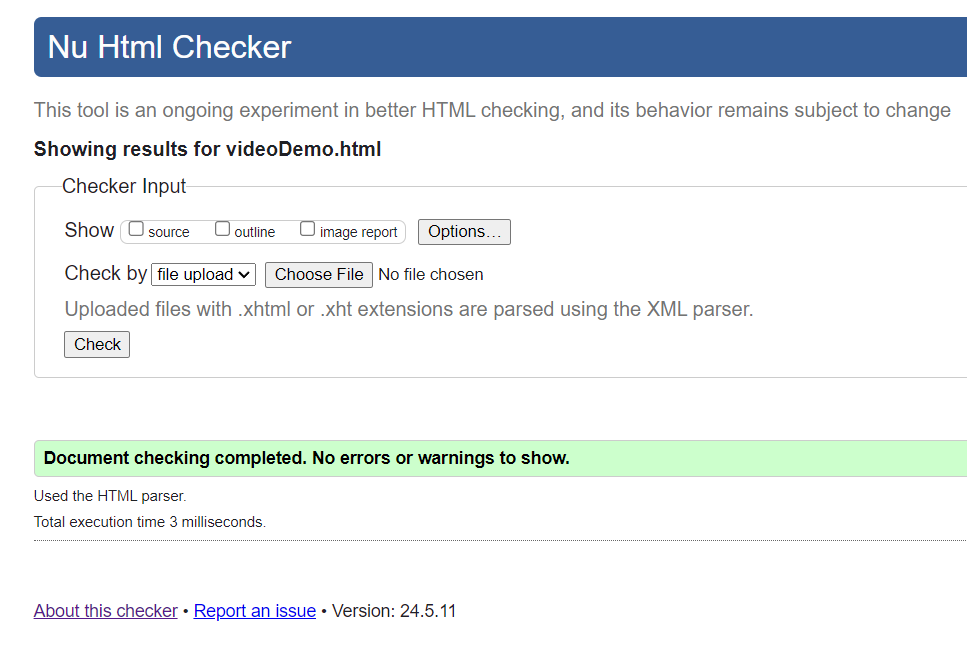 Nu Html Checker
This tool is an ongoing experiment in better HTML checking, and its behavior remains subject to change
Showing results for videoDemo.html
Checker Input
Show source outline image report Options...
Check by file upload Choose File No file chosen
Uploaded files with .xhtml or .xht extensions are parsed using the XML parser.
Check
Document checking completed. No errors or warnings to show.
Used the HTML parser.
Total execution time 3 milliseconds.
About this checker • Report an issue • Version: 24.5.11